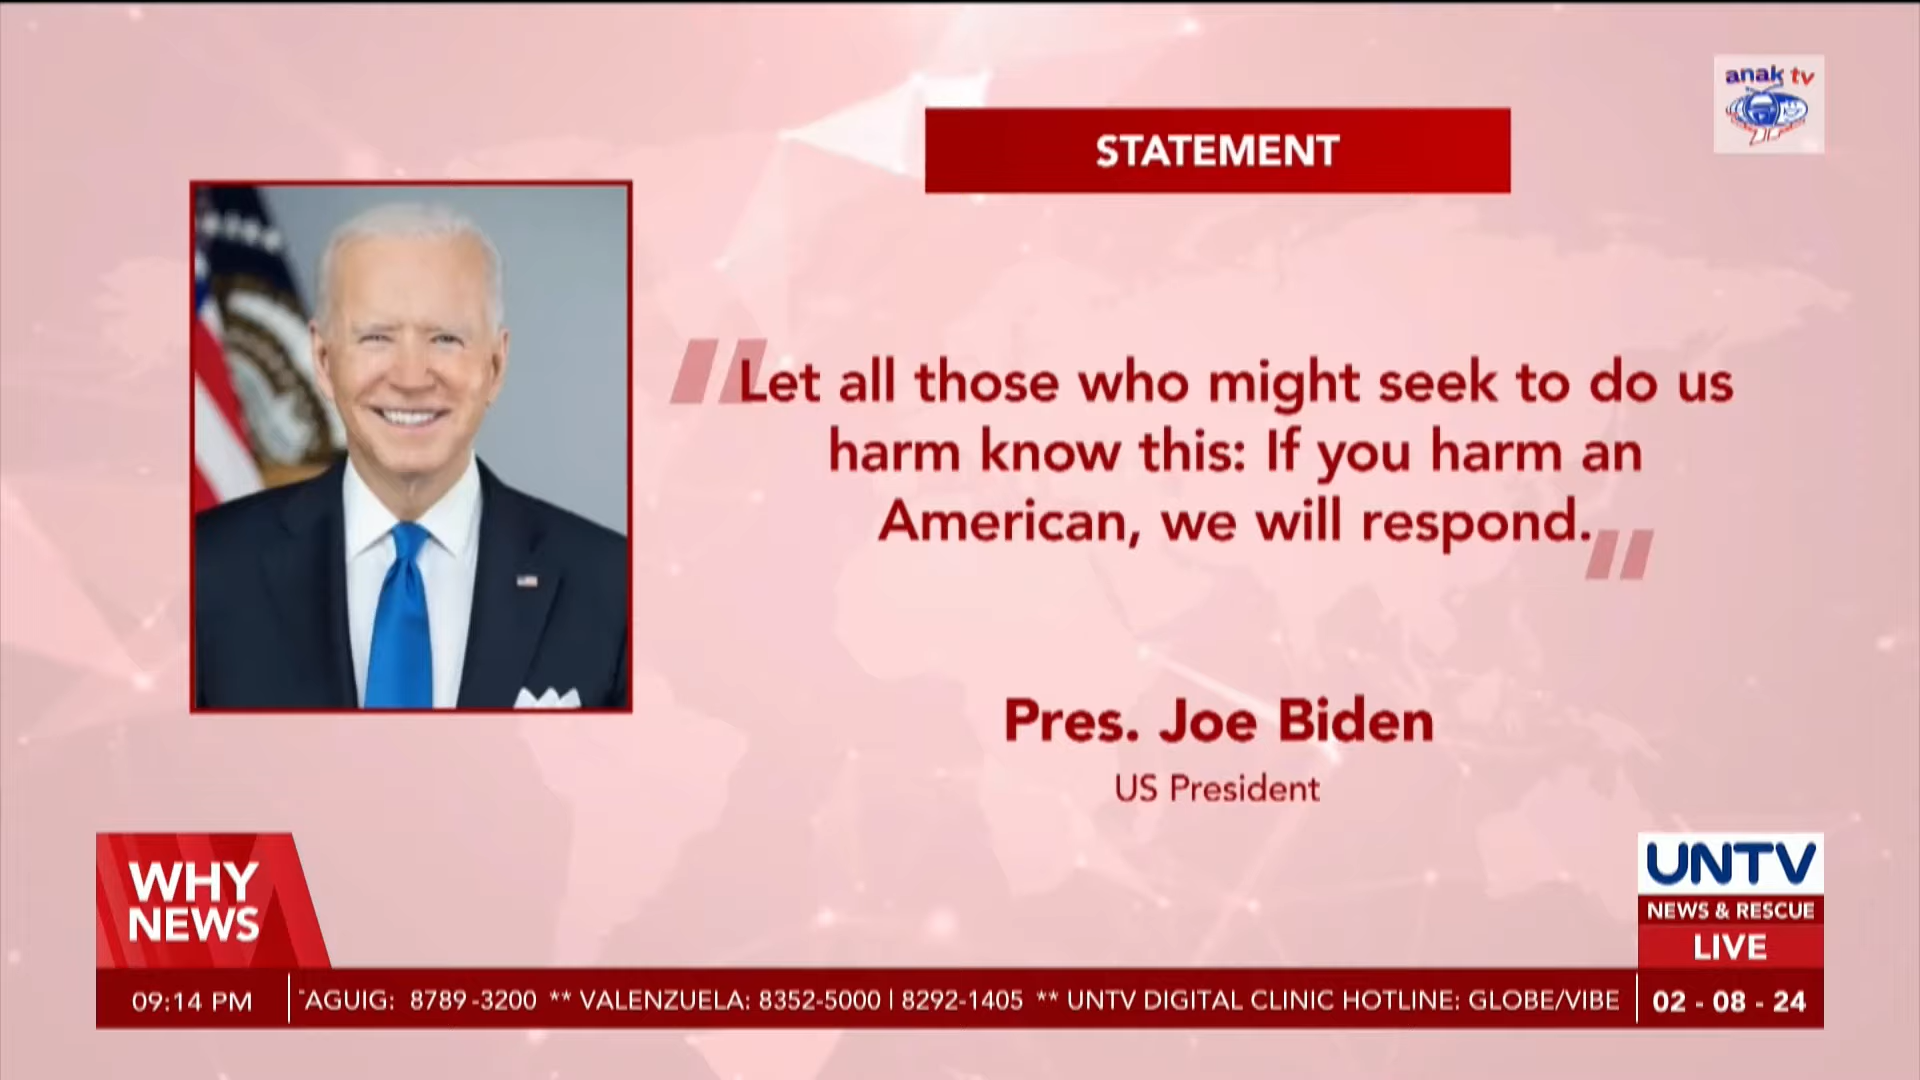 anak tv
STATEMENT
Let all those who might seek to do us
harm know this: If you harm an
American, we will respond.
Pres. Joe Biden
US President
WHY
NEWS
UNTV
NEWS & RESCUE
LIVE
09:14 PM
AGUIG: 8789-3200 ** VALENZUELA: 8352-5000 | 8292-1405 ** UNTV DIGITAL CLINIC HOTLINE: GLOBE/VIBE
02 - 08 - 24